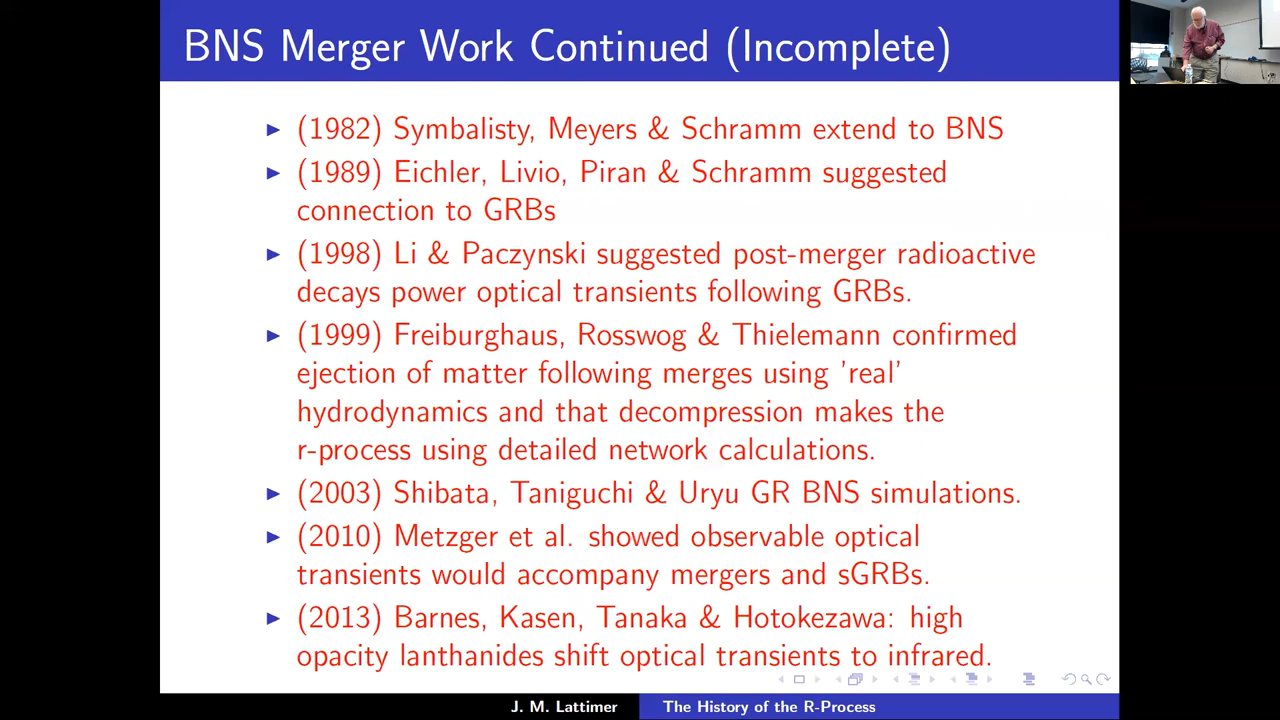 BNS Merger Work Continued (Incomplete)
(1982) Symbalisty, Meyers & Schramm extend to BNS
(1989) Eichler, Livio, Piran & Schramm suggested
connection to GRBs
(1998) Li & Paczynski suggested post-merger radioactive
decays power optical transients following GRBs.
(1999) Freiburghaus, Rosswog & Thielemann confirmed
ejection of matter following merges using 'real'
hydrodynamics and that decompression makes the
r-process using detailed network calculations.
(2003) Shibata, Taniguchi & Uryu GR BNS simulations.
(2010) Metzger et al. showed observable optical
transients would accompany mergers and sGRBs.
(2013) Barnes, Kasen, Tanaka & Hotokezawa: high
opacity lanthanides shift optical transients to infrared.
J. M. Lattimer
The History of the R-Process